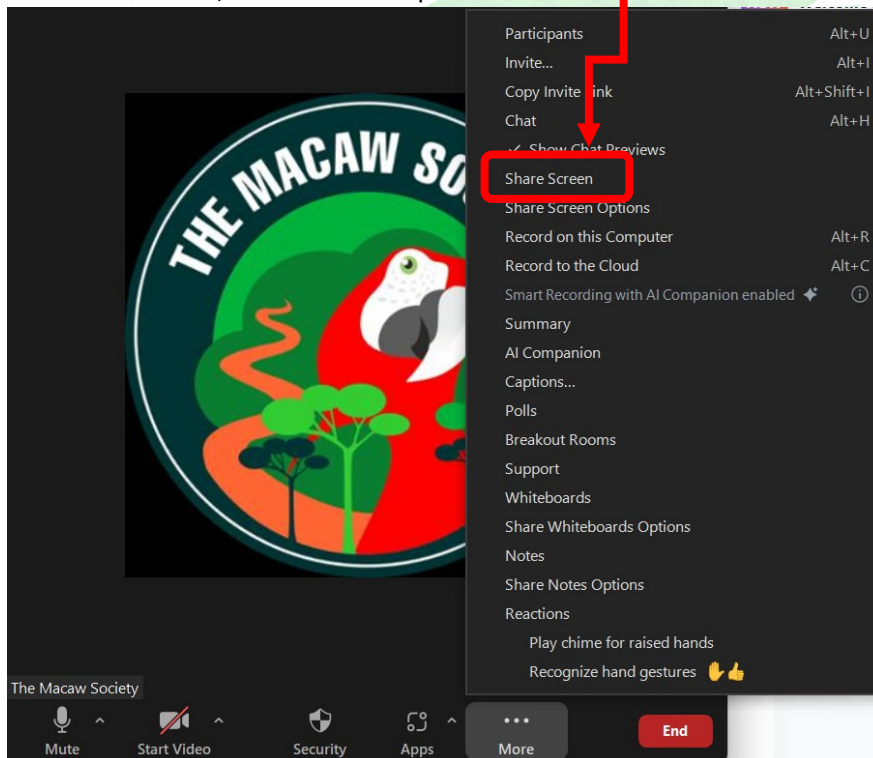 Participants Alt+U
Invite... Alt+I
Copy Invite Link Alt+Shift+I
Chat Alt+H
✓ Show Chat Previews
Share Screen
Share Screen Options
Record on this Computer Alt+R
Record to the Cloud Alt+C
Smart Recording with AI Companion enabled
Summary
AI Companion
Captions...
Polls
Breakout Rooms
Support
Whiteboards
Share Whiteboards Options
Notes
Share Notes Options
Reactions
Play chime for raised hands
Recognize hand gestures 🖐👍
THE MACAW
The Macaw Society
Mute Start Video Security Apps More End